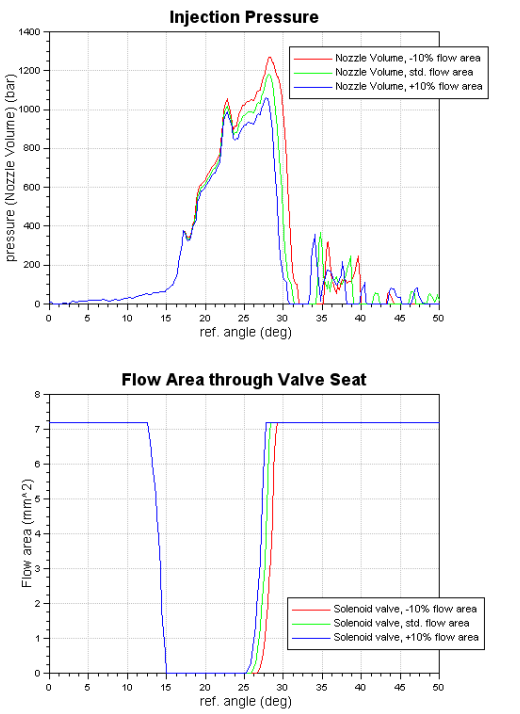 Injection Pressure
1400
1200
1000
800
600
400
200
0
pressure (Nozzle Volume) (bar)
Nozzle Volume, -10% flow area
Nozzle Volume, std. flow area
Nozzle Volume, +10% flow area
0 5 10 15 20 25 30 35 40 45 50
ref. angle (deg)
Flow Area through Valve Seat
8
7
6
5
4
3
2
1
0
Flow area (mm^2)
Solenoid valve, -10% flow area
Solenoid valve, std. flow area
Solenoid valve, +10% flow area
0 5 10 15 20 25 30 35 40 45 50
ref. angle (deg)